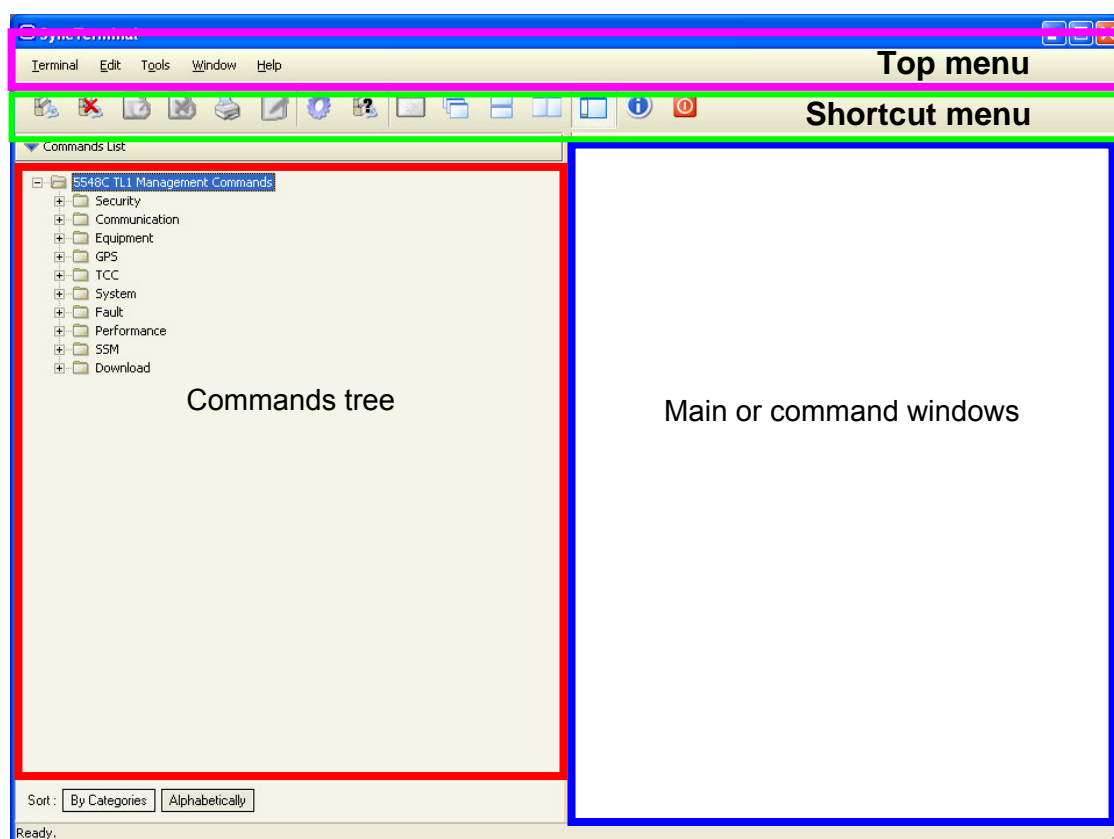 SyncTerminal
Terminal Edit Tools Window Help
Top menu
Shortcut menu
Commands List
5548C TL1 Management Commands
Security
Communication
Equipment
GPS
TCC
System
Fault
Performance
SSM
Download
Commands tree
Main or command windows
Sort : By Categories Alphabetically
Ready.